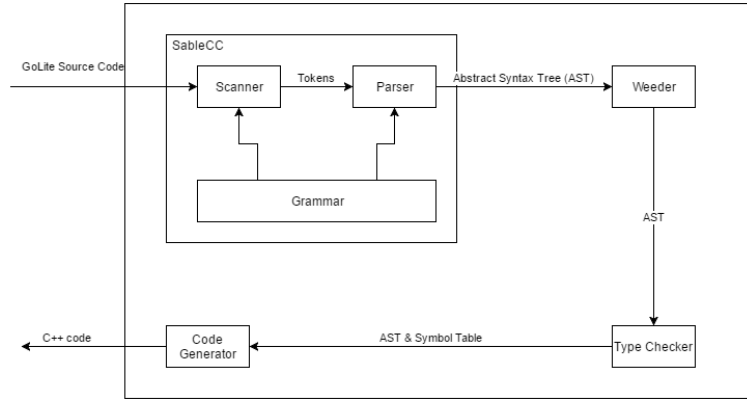 SableCC
GoLite Source Code
Scanner
Tokens
Parser
Abstract Syntax Tree (AST)
Weeder
Grammar
AST
C++ code
Code
Generator
AST & Symbol Table
Type Checker